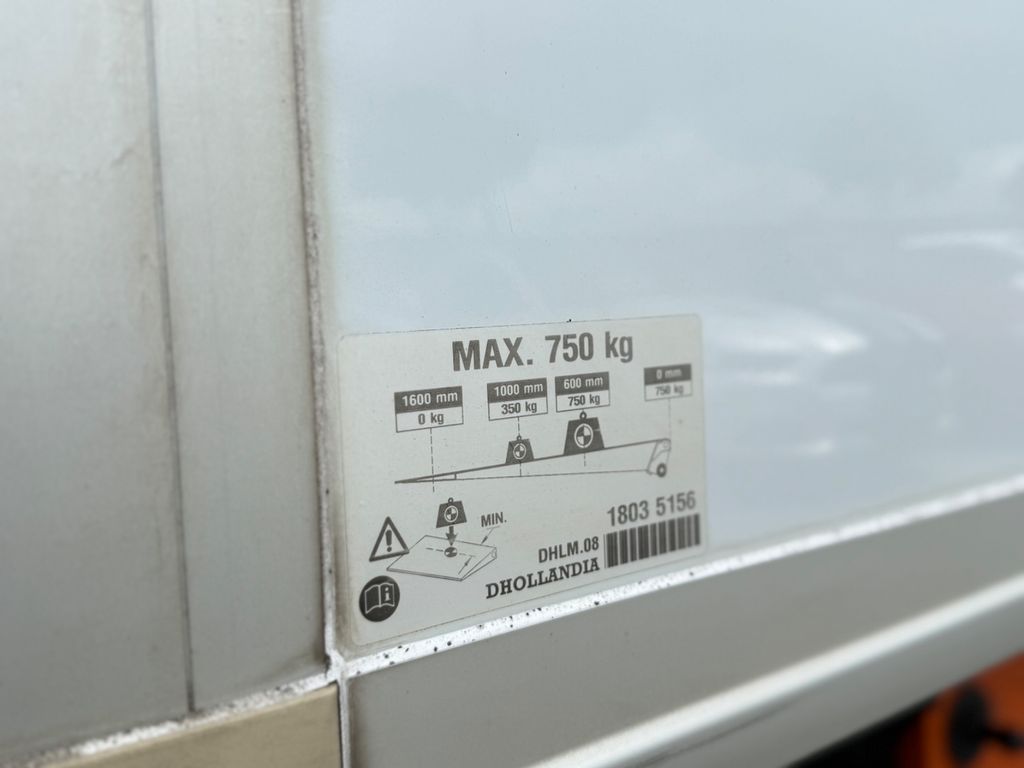 MAX. 750 kg
1600 mm
0 kg
1000 mm
350 kg
600 mm
750 kg
0 mm
750 kg
MIN.
1803 5156
DHLM.08
DHOLLANDIA